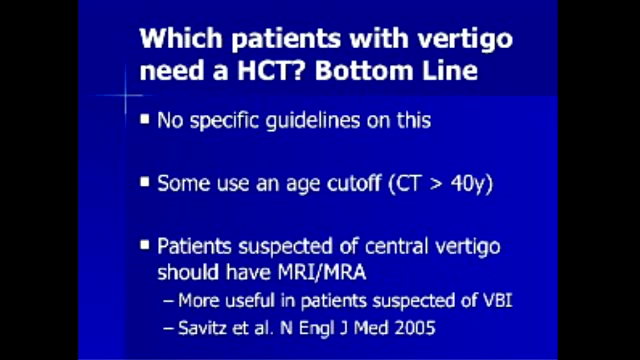 Which patients with vertigo
need a HCT? Bottom Line
No specific guidelines on this
Some use an age cutoff (CT > 40y)
Patients suspected of central vertigo
should have MRI/MRA
– More useful in patients suspected of VBI
– Savitz et al. N Engl J Med 2005